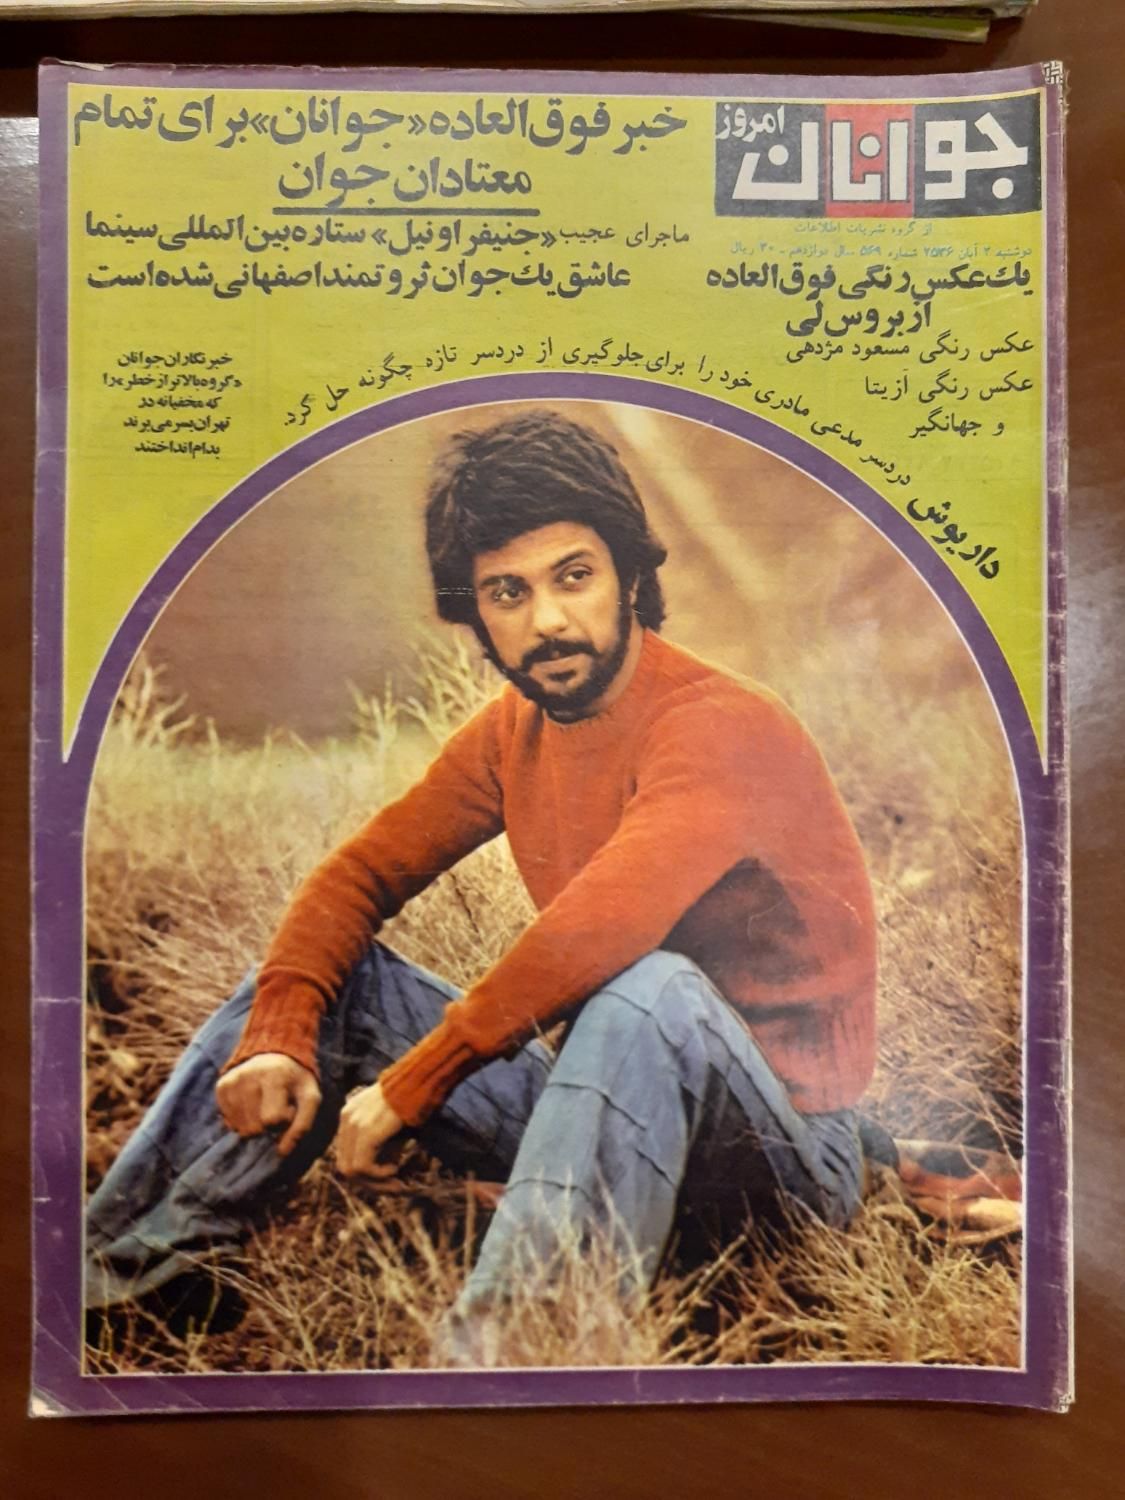 جوانان امروز
از گروه نشریات اطلاعات
دوشنبه ۲ آبان ۲۵۳۶ شماره ۵۶۹ سال دوازدهم - ۳۰ ریال
خبر فوق العاده «جوانان» برای تمام
معتادان جوان
ماجرای عجیب «جنیفر اونیل» ستاره بین المللی سینما
عاشق یك جوان ثروتمند اصفهانی شده است
یك عکس رنگی فوق العاده
از بروس لی
عکس رنگی مسعود مژدهی
عکس رنگی آزیتا
و جهانگیر
خبرنگاران جوانان
«گروه بالاتر از خطر» را
که مخفیانه در
تهران بسر می برند
بدام انداختند
داریوش دردسر مدعی مادری خود را برای جلوگیری از دردسر تازه چگونه حل کرد.